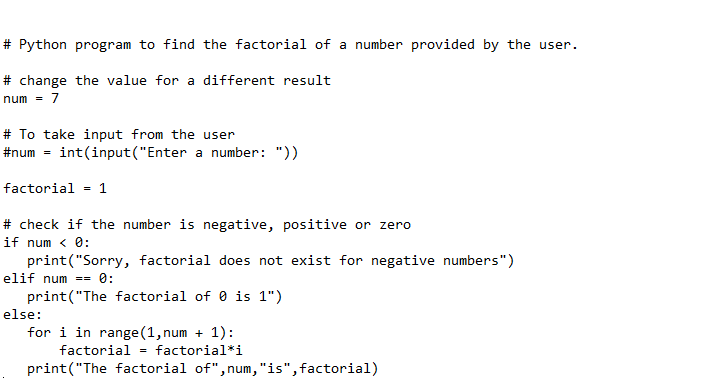 # Python program to find the factorial of a number provided by the user.

# change the value for a different result
num = 7

# To take input from the user
#num = int(input("Enter a number: "))

factorial = 1

# check if the number is negative, positive or zero
if num < 0:
   print("Sorry, factorial does not exist for negative numbers")
elif num == 0:
   print("The factorial of 0 is 1")
else:
   for i in range(1,num + 1):
       factorial = factorial*i
   print("The factorial of",num,"is",factorial)